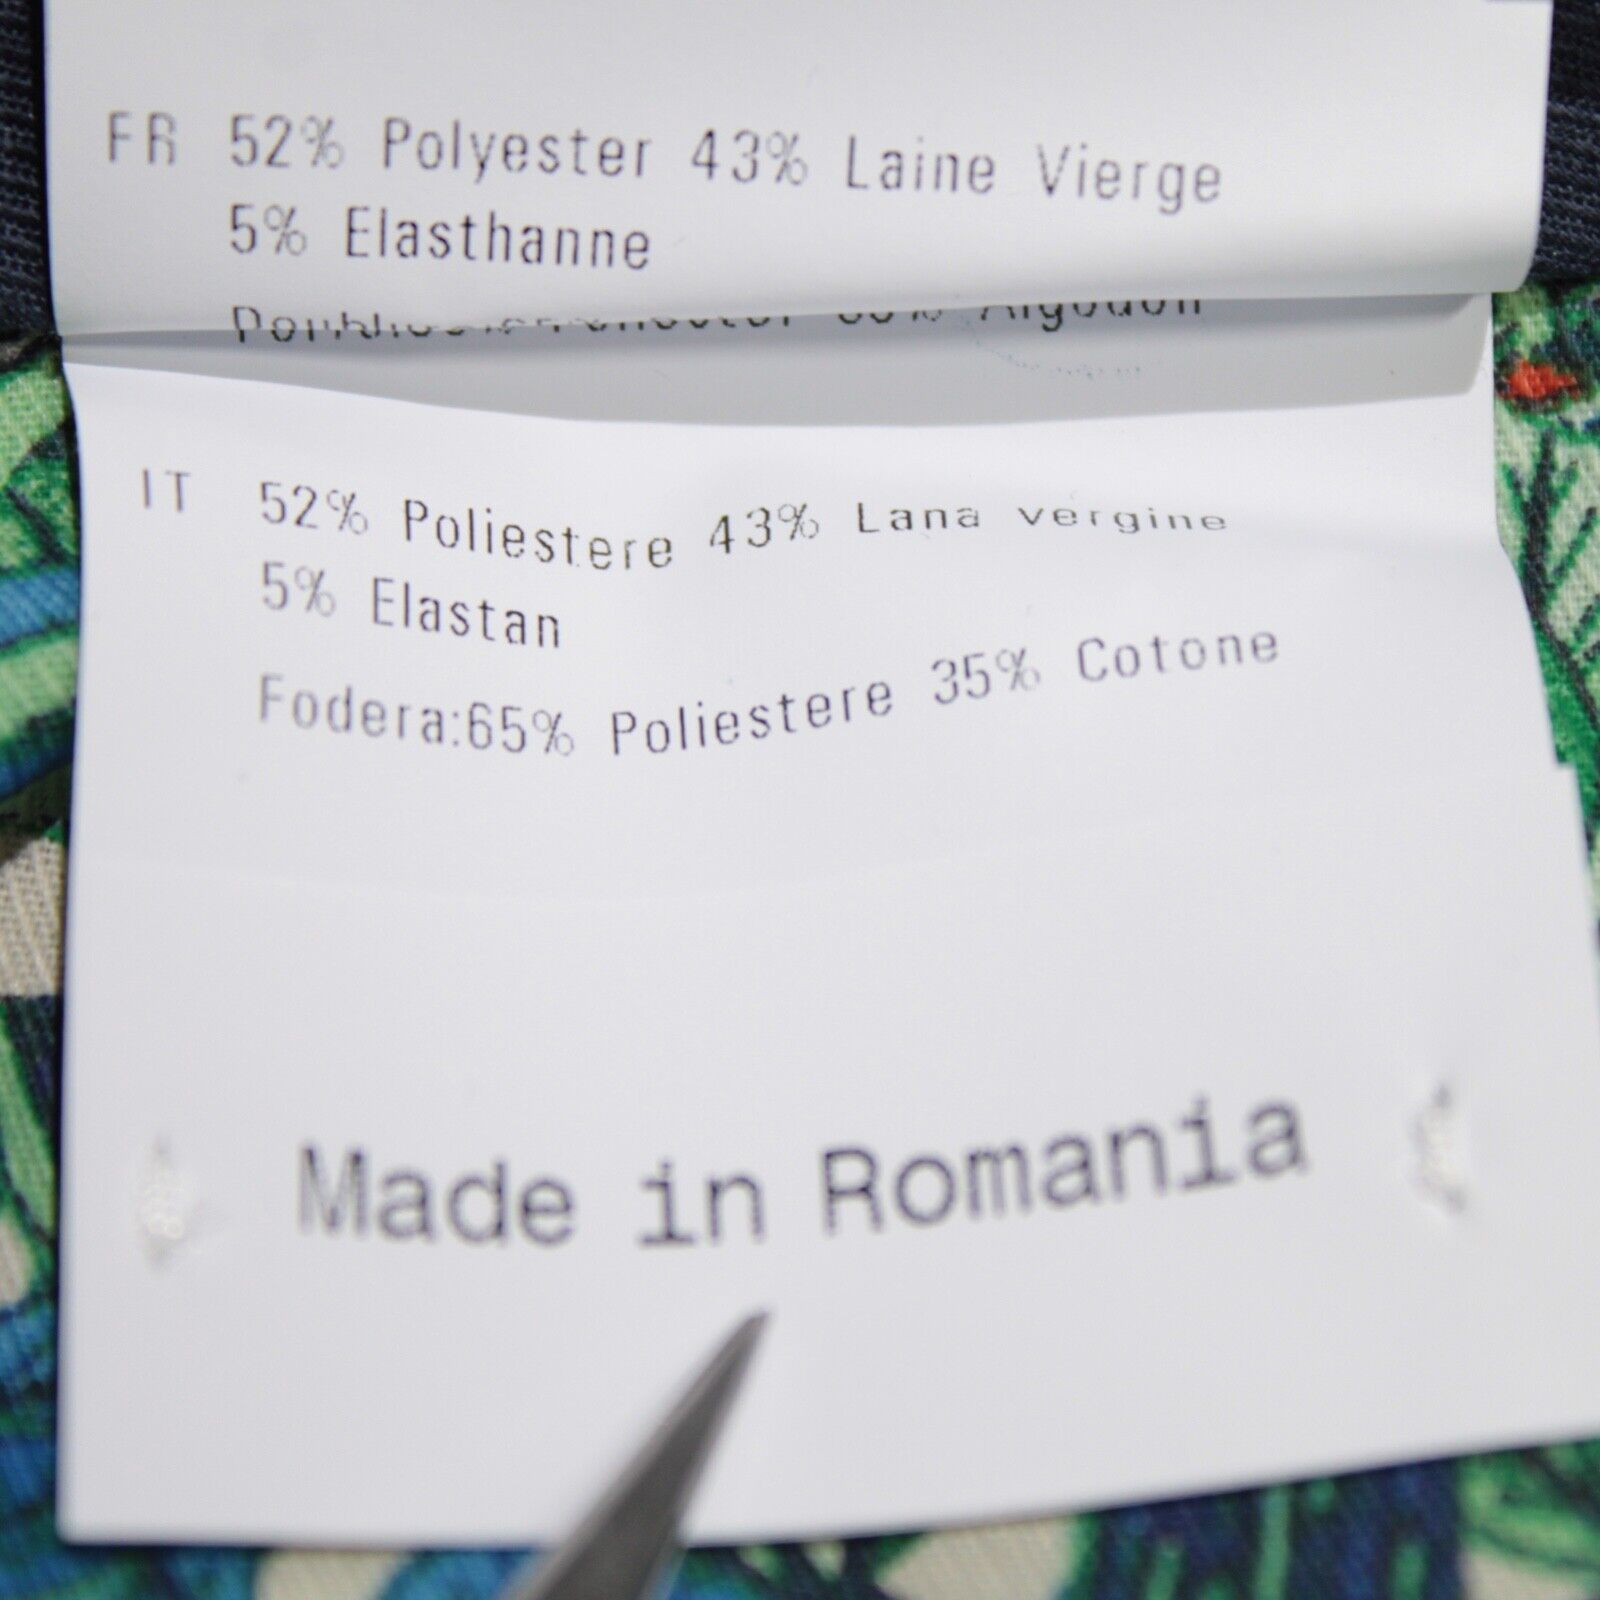 FR 52% Polyester 43% Laine Vierge
5% Elasthanne
Algodon
IT 52% Poliestere 43% Lana vergine
5% Elastan
Fodera:65% Poliestere 35% Cotone
Made in Romania